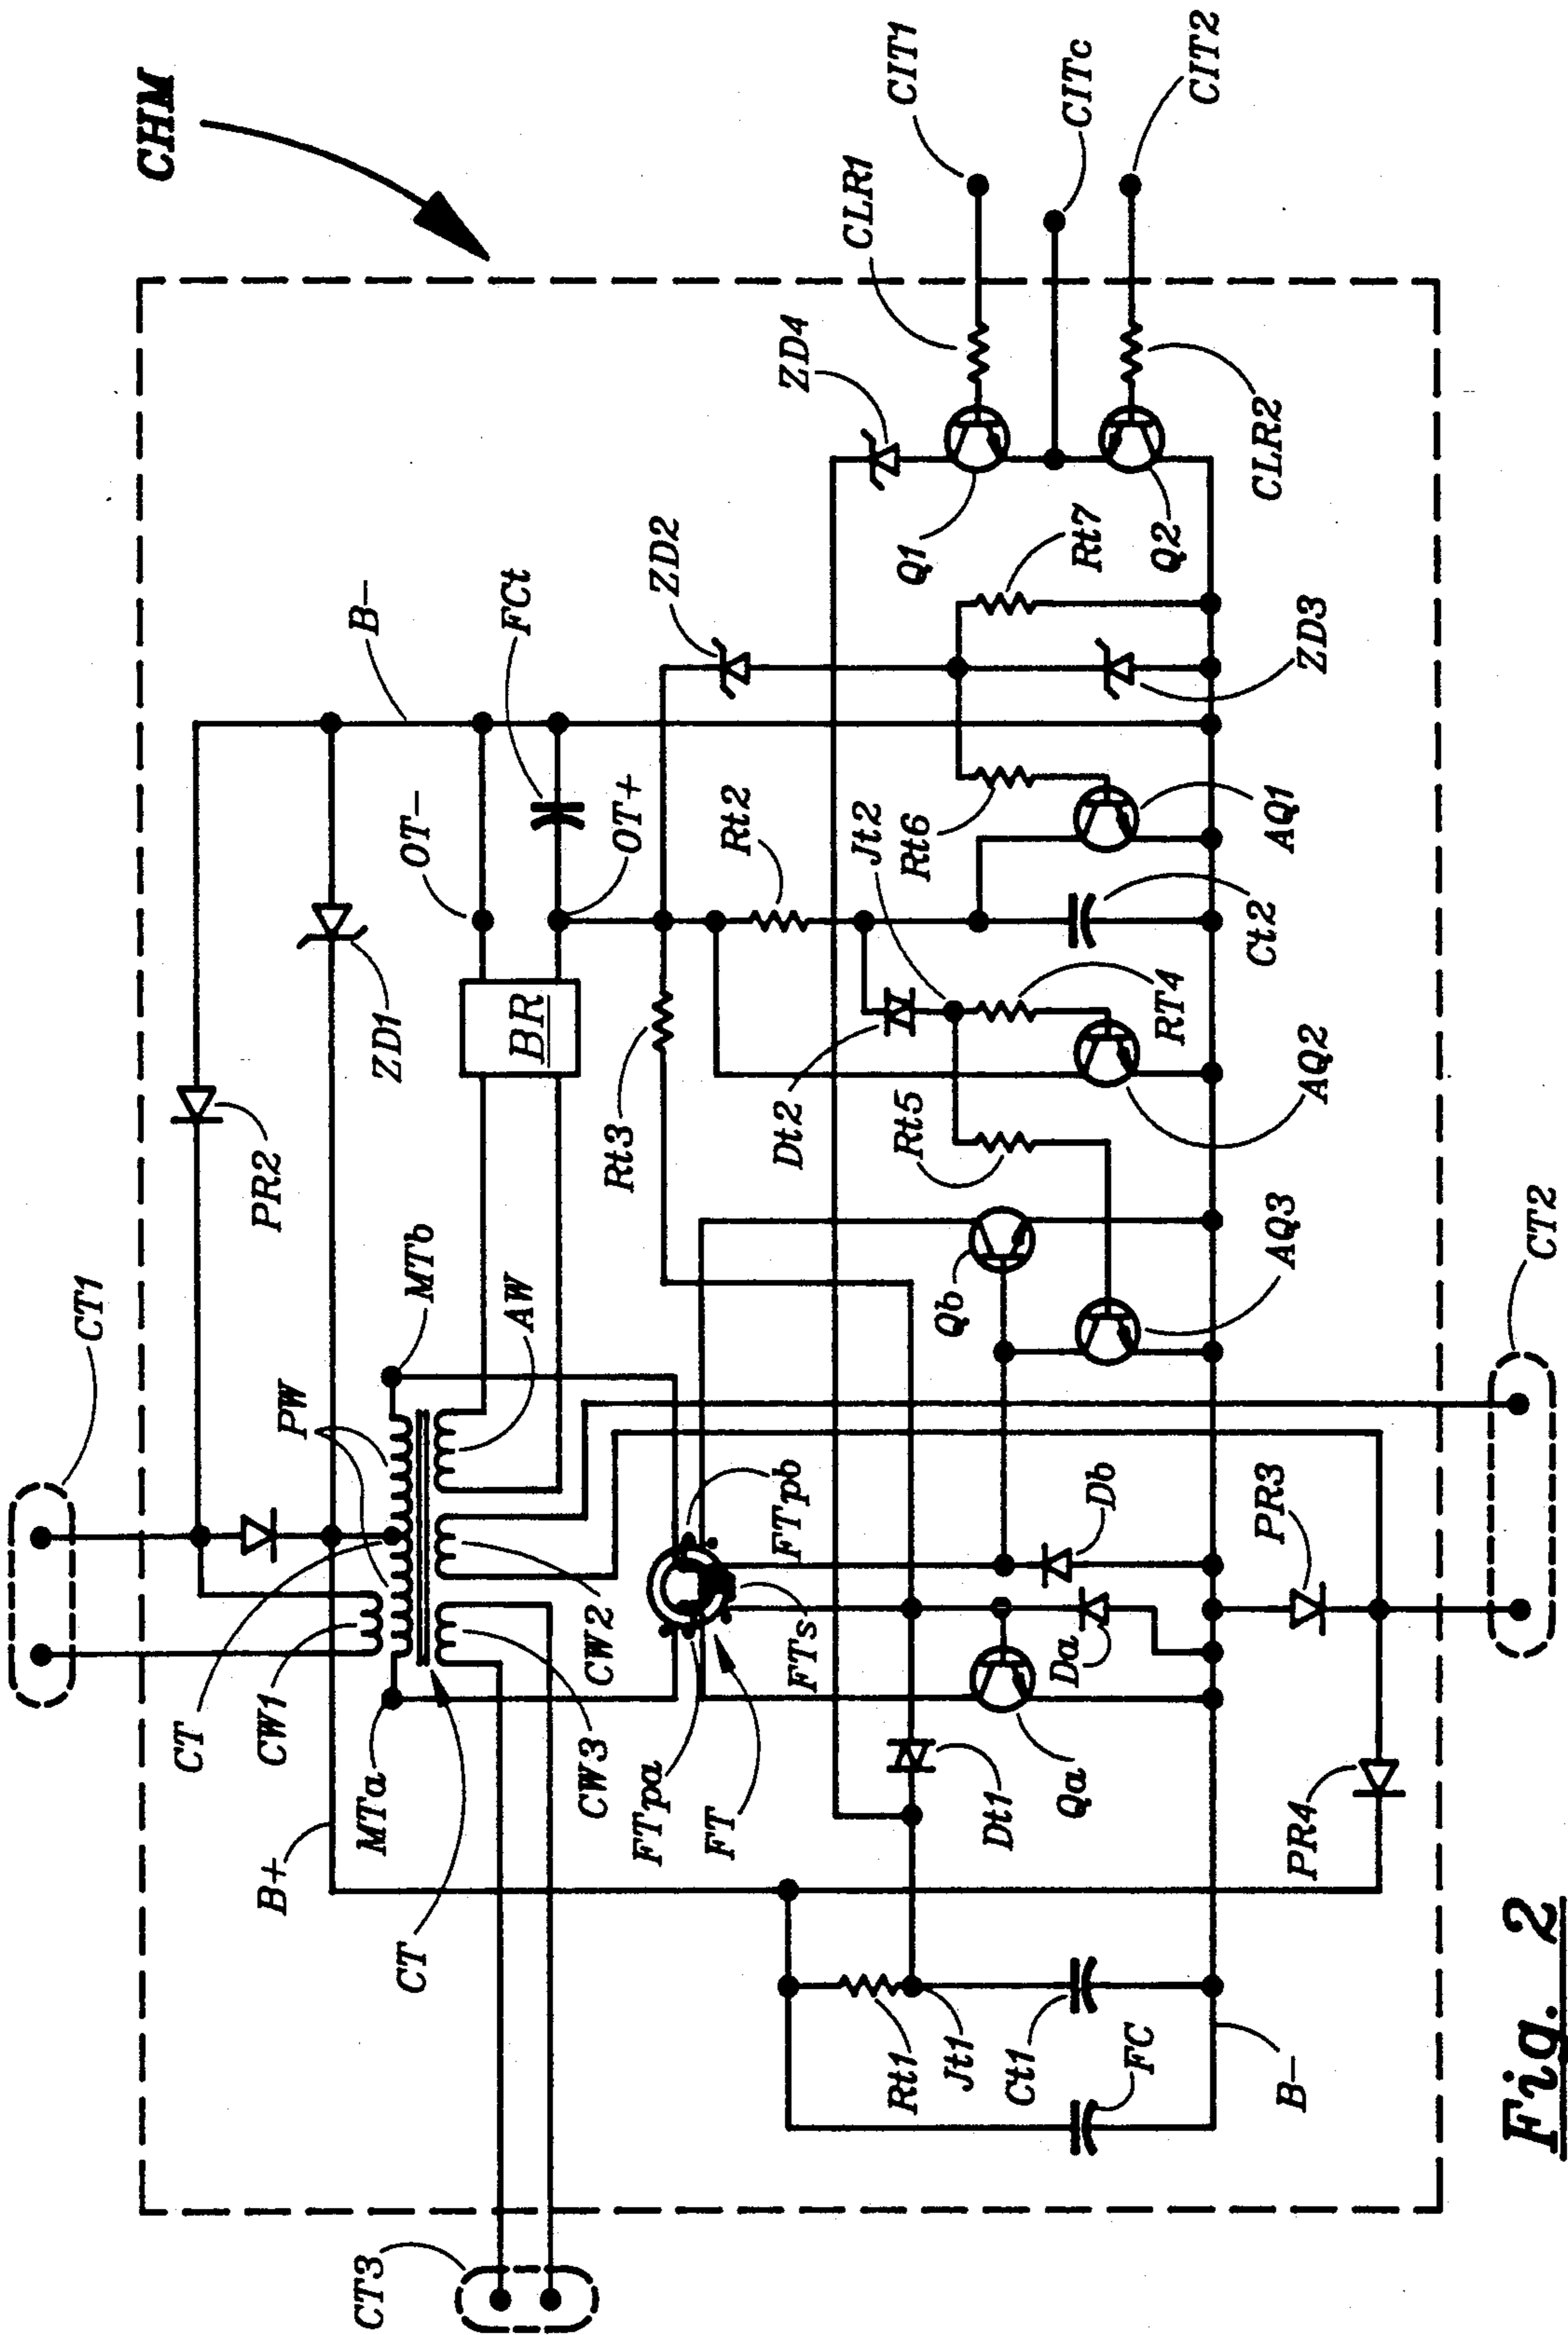 CHM
CT1
CT
CW1
PW
MTb
AW
PR2
ZD1
B-
OT-
FCt
OT+
BR
B+
MTa
CT
CW3
CW2
CT3
FTpa
FT
FTs
FTpb
Rt3
Rt2
ZD2
ZD4
CLR1
CIT1
CITc
CIT2
Dt2
Jt2
Rt6
Q1
Rt7
Q2
CLR2
Rt5
RT4
Ct2
AQ1
ZD3
AQ2
Qb
AQ3
Db
Da
Qa
Dt1
Rt1
Jt1
Ct1
FC
B-
PR4
PR3
CT2
Fig. 2